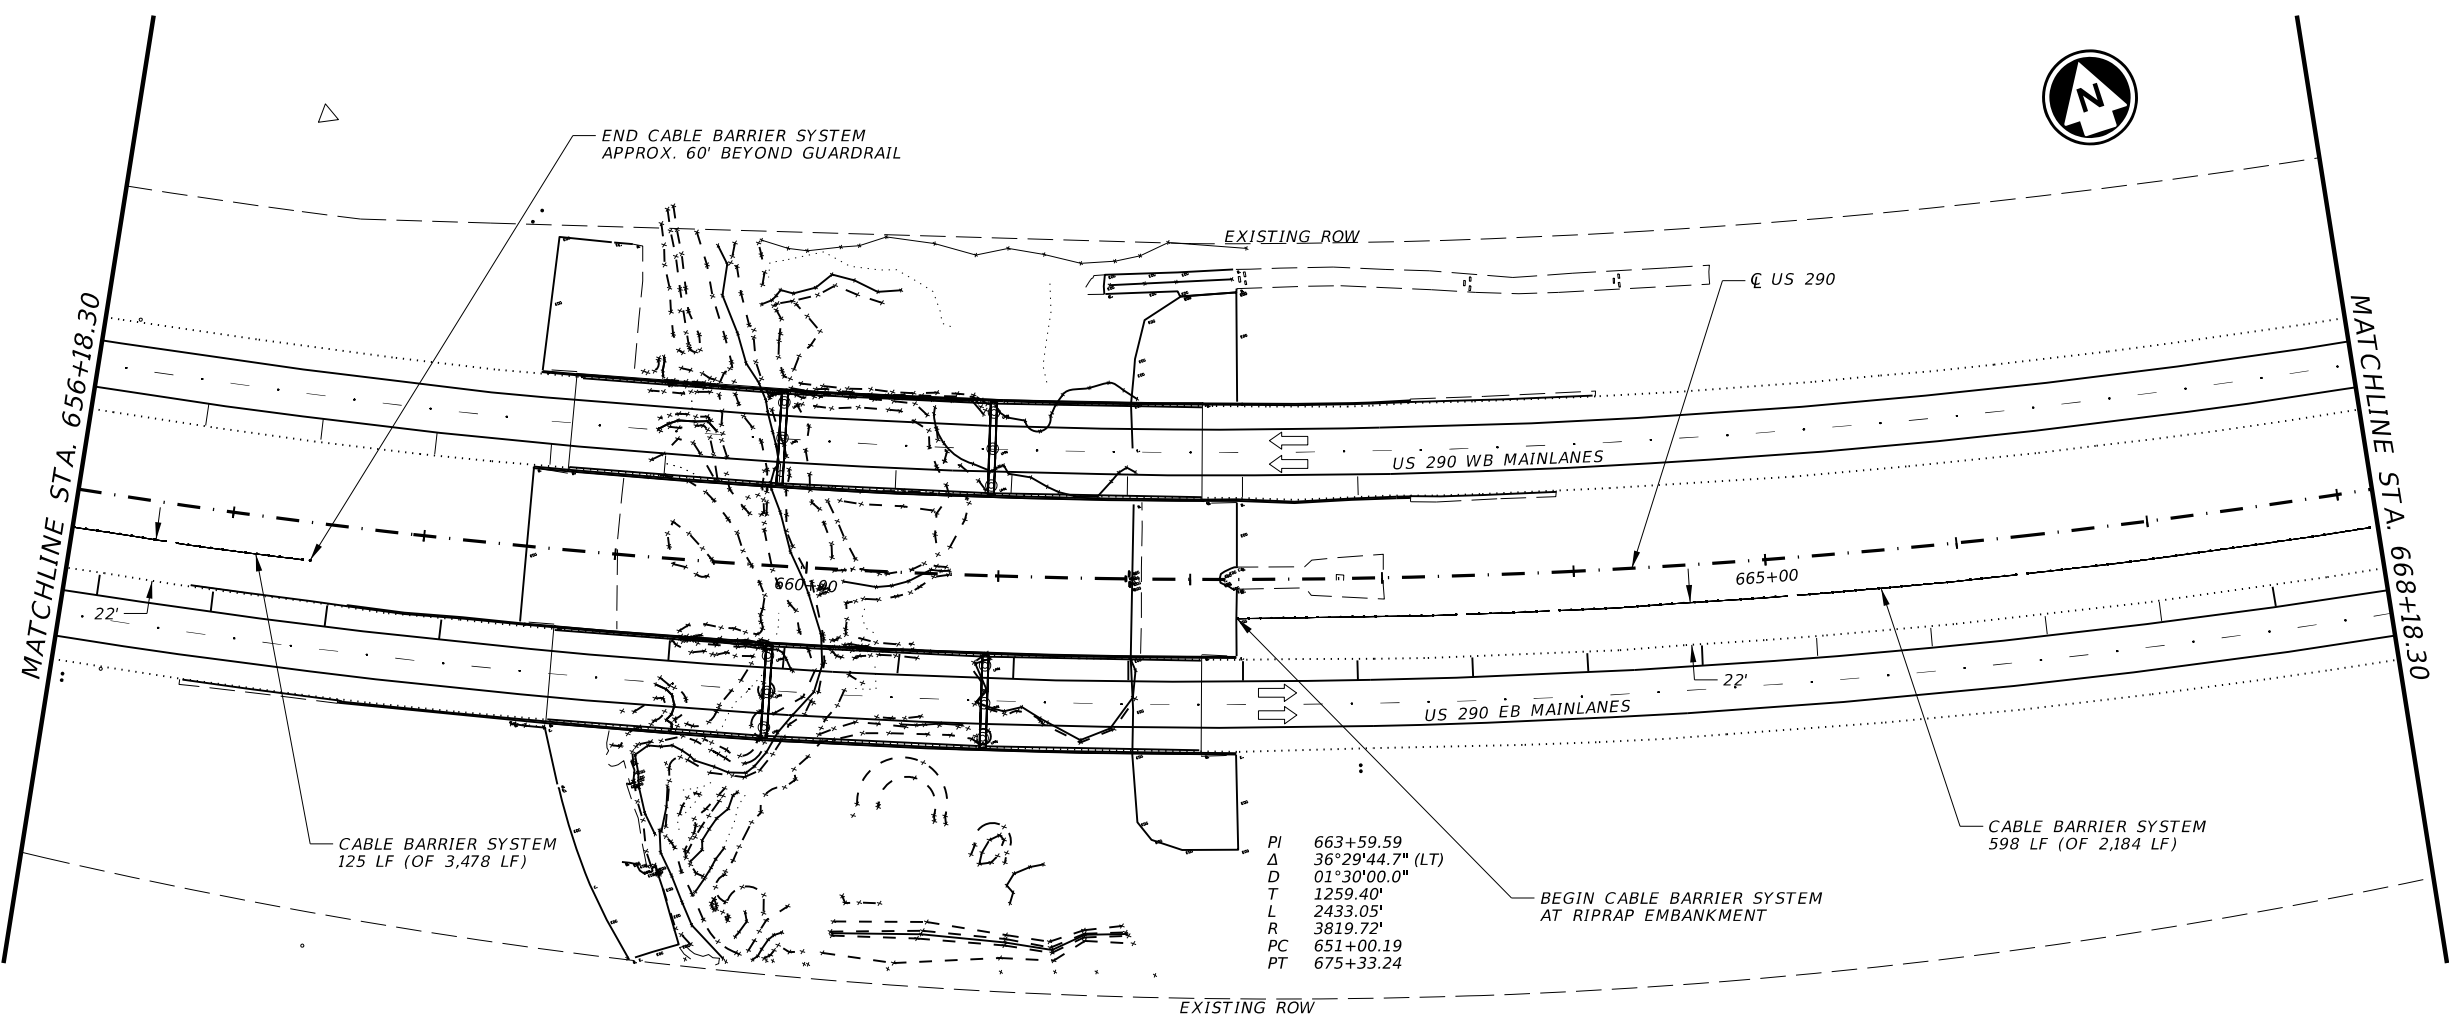 N
END CABLE BARRIER SYSTEM
APPROX. 60' BEYOND GUARDRAIL
EXISTING ROW
℄ US 290
MATCHLINE STA. 656+18.30
MATCHLINE STA. 668+18.30
US 290 WB MAINLANES
660+00
665+00
22'
22'
US 290 EB MAINLANES
CABLE BARRIER SYSTEM
125 LF (OF 3,478 LF)
CABLE BARRIER SYSTEM
598 LF (OF 2,184 LF)
PI 663+59.59
Δ 36°29'44.7" (LT)
D 01°30'00.0"
T 1259.40'
L 2433.05'
R 3819.72'
PC 651+00.19
PT 675+33.24
BEGIN CABLE BARRIER SYSTEM
AT RIPRAP EMBANKMENT
EXISTING ROW